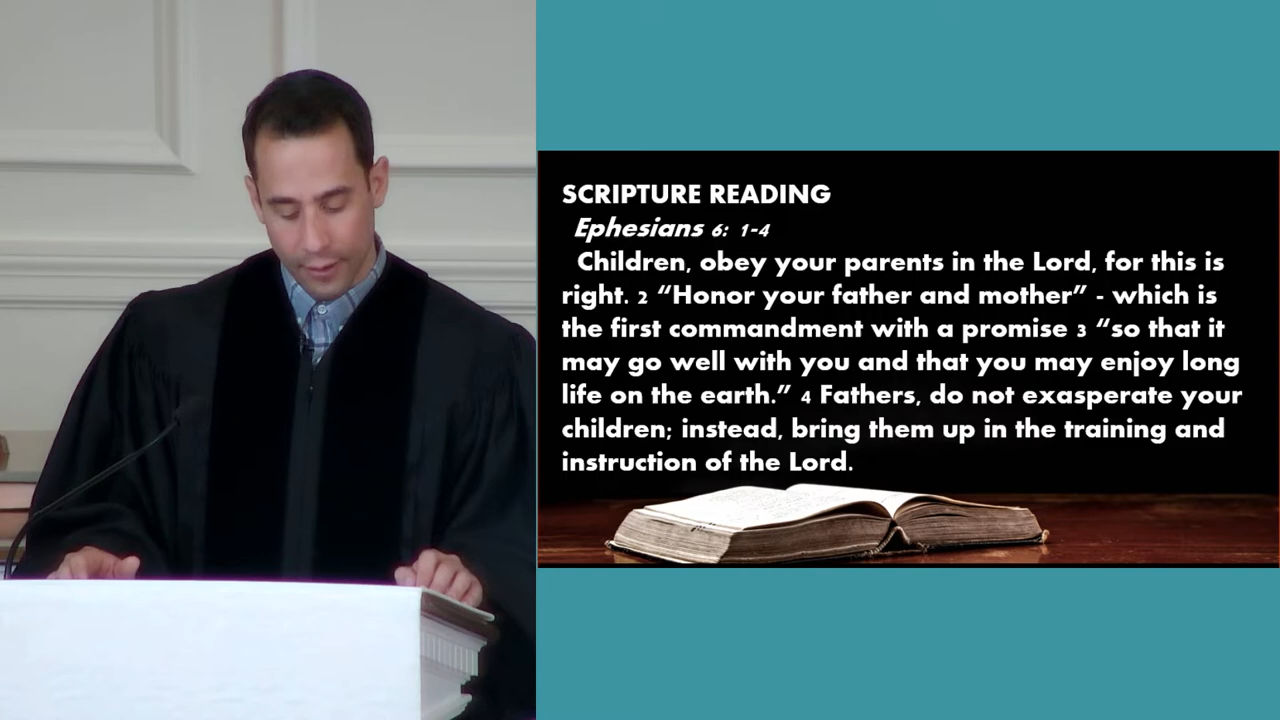 SCRIPTURE READING
Ephesians 6: 1-4
Children, obey your parents in the Lord, for this is
right. 2 “Honor your father and mother” - which is
the first commandment with a promise 3 “so that it
may go well with you and that you may enjoy long
life on the earth.” 4 Fathers, do not exasperate your
children; instead, bring them up in the training and
instruction of the Lord.